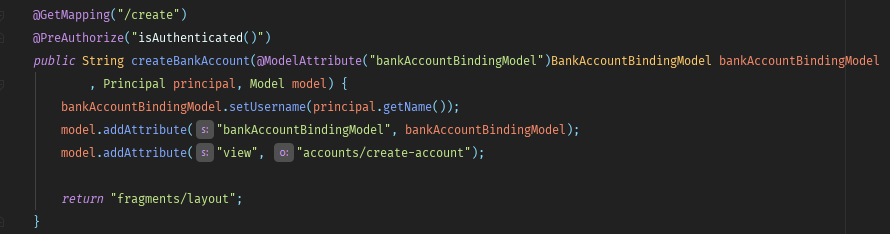 @GetMapping("/create")
@PreAuthorize("isAuthenticated()")
public String createBankAccount(@ModelAttribute("bankAccountBindingModel")BankAccountBindingModel bankAccountBindingModel
, Principal principal, Model model) {
bankAccountBindingModel.setUsername(principal.getName());
model.addAttribute( s: "bankAccountBindingModel", bankAccountBindingModel);
model.addAttribute( s: "view", o: "accounts/create-account");
return "fragments/layout";
}